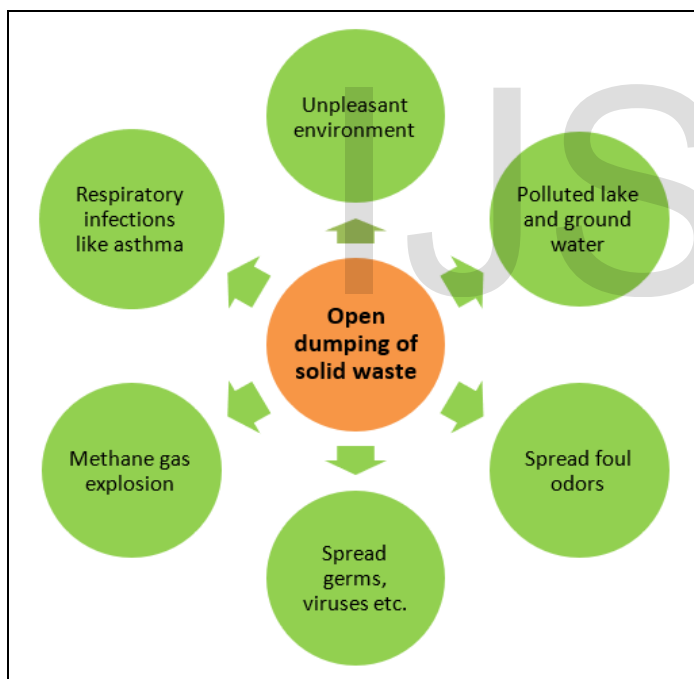 Unpleasant
environment
IJS
Respiratory
infections
like asthma
Polluted lake
and ground
water
Open
dumping of
solid waste
Methane gas
explosion
Spread foul
odors
Spread
germs,
viruses etc.